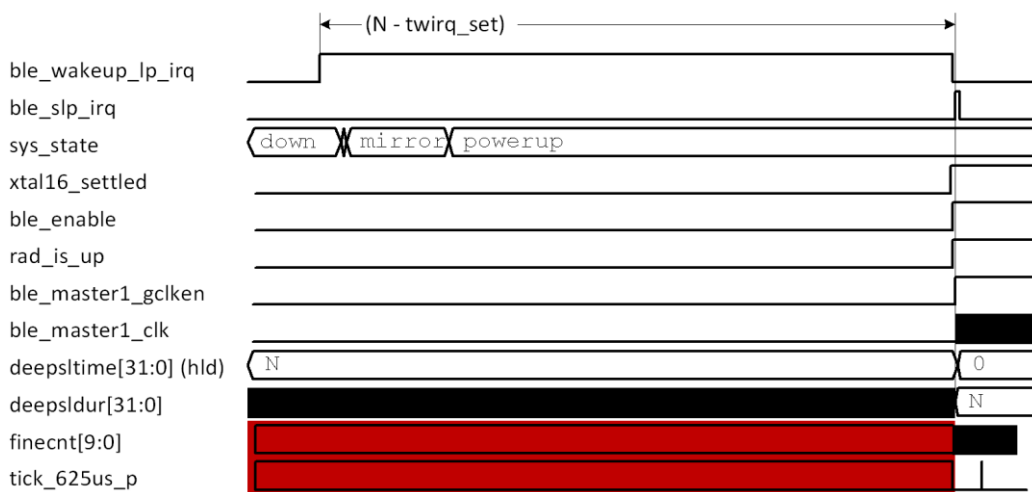 (N - twirq_set)
ble_wakeup_lp_irq
ble_slp_irq
sys_state down mirror powerup
xtal16_settled
ble_enable
rad_is_up
ble_master1_gclken
ble_master1_clk
deepsltime[31:0] (hld) N 0
deepsldur[31:0] N
finecnt[9:0]
tick_625us_p